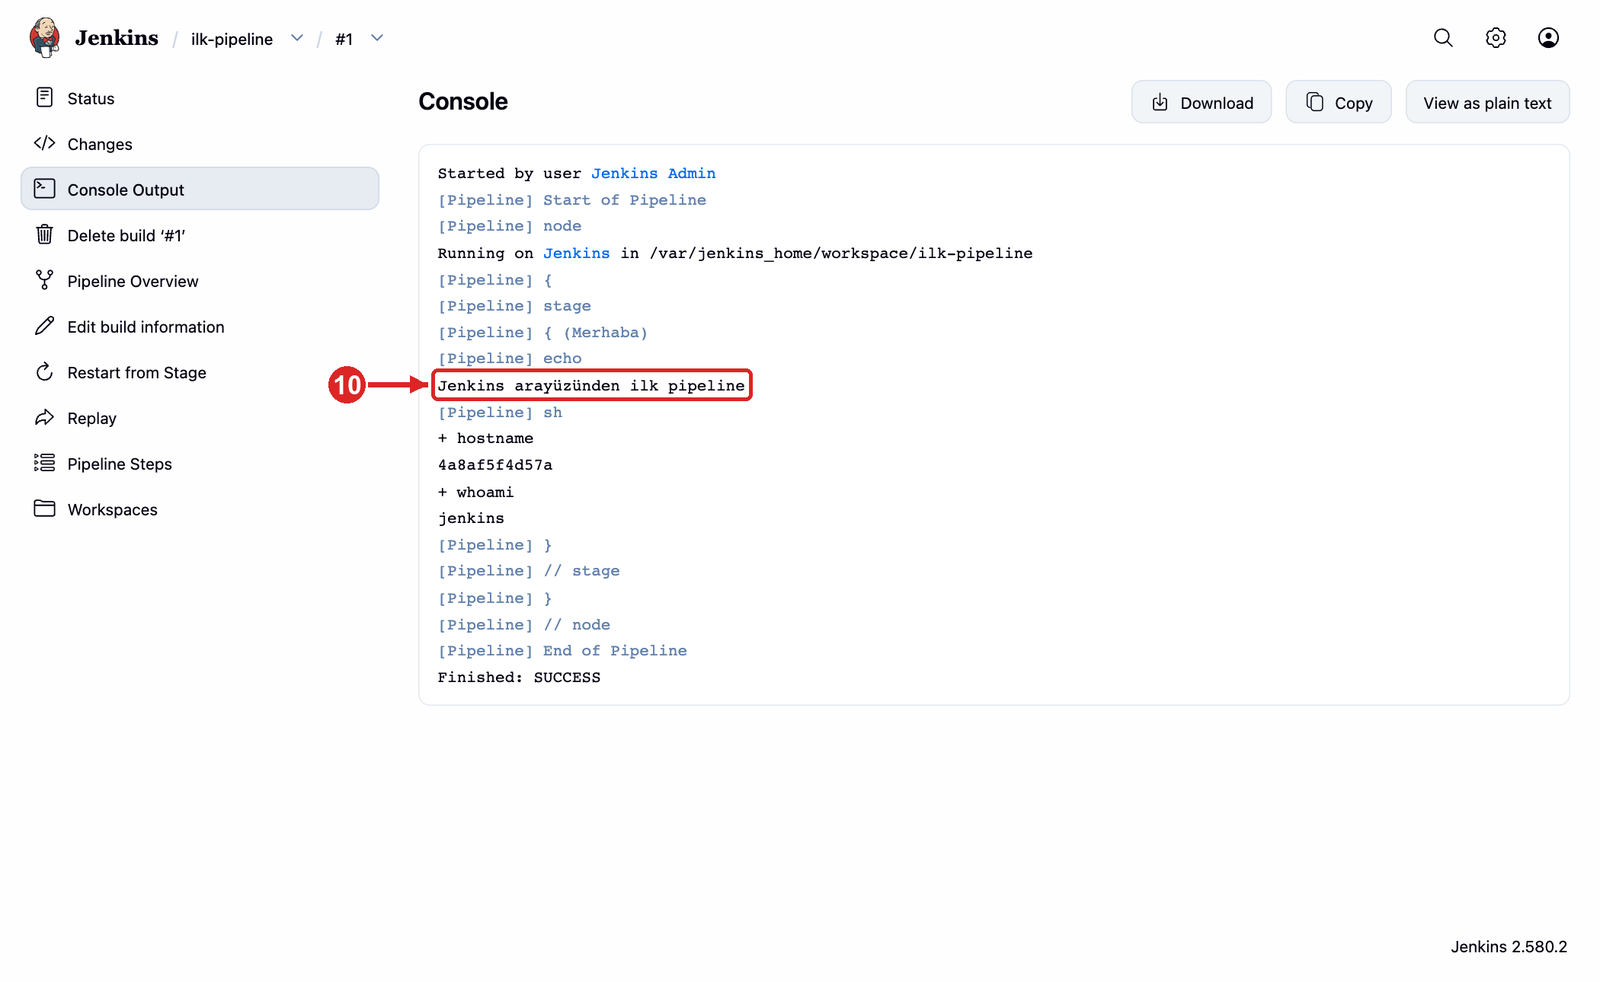 Jenkins / ilk-pipeline / #1
Status
Changes
Console Output
Delete build ‘#1’
Pipeline Overview
Edit build information
Restart from Stage
Replay
Pipeline Steps
Workspaces
Console
Download
Copy
View as plain text
Started by user Jenkins Admin
[Pipeline] Start of Pipeline
[Pipeline] node
Running on Jenkins in /var/jenkins_home/workspace/ilk-pipeline
[Pipeline] {
[Pipeline] stage
[Pipeline] { (Merhaba)
[Pipeline] echo
10
Jenkins arayüzünden ilk pipeline
[Pipeline] sh
+ hostname
4a8af5f4d57a
+ whoami
jenkins
[Pipeline] }
[Pipeline] // stage
[Pipeline] }
[Pipeline] // node
[Pipeline] End of Pipeline
Finished: SUCCESS
Jenkins 2.580.2